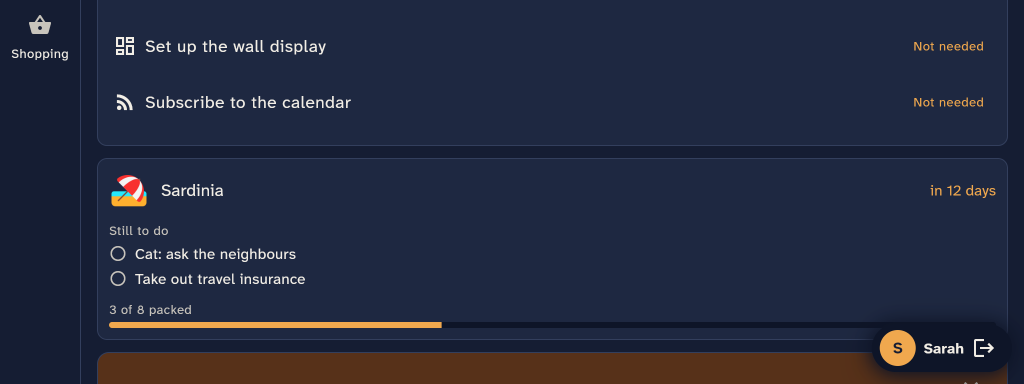 Shopping
Set up the wall display
Not needed
Subscribe to the calendar
Not needed
Sardinia
in 12 days
Still to do
Cat: ask the neighbours
Take out travel insurance
3 of 8 packed
S
Sarah